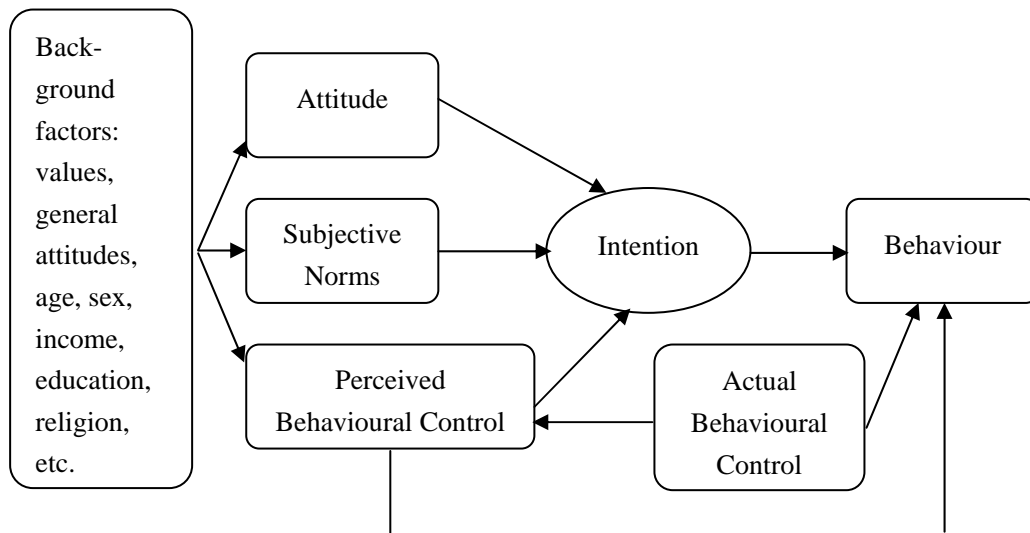 Back-
ground
factors:
values,
general
attitudes,
age, sex,
income,
education,
religion,
etc.
Attitude
Subjective
Norms
Perceived
Behavioural Control
Intention
Actual
Behavioural
Control
Behaviour